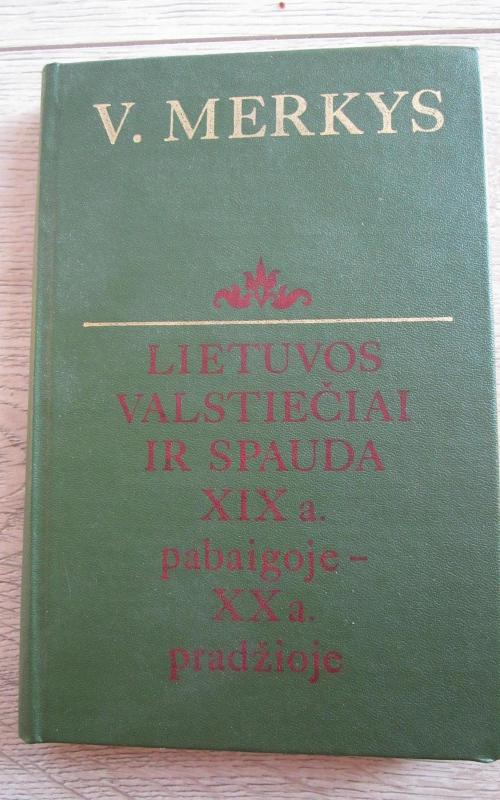 V. MERKYS
LIETUVOS
VALSTIEČIAI
IR SPAUDA
XIX a.
pabaigoje –
XX a.
pradžioje